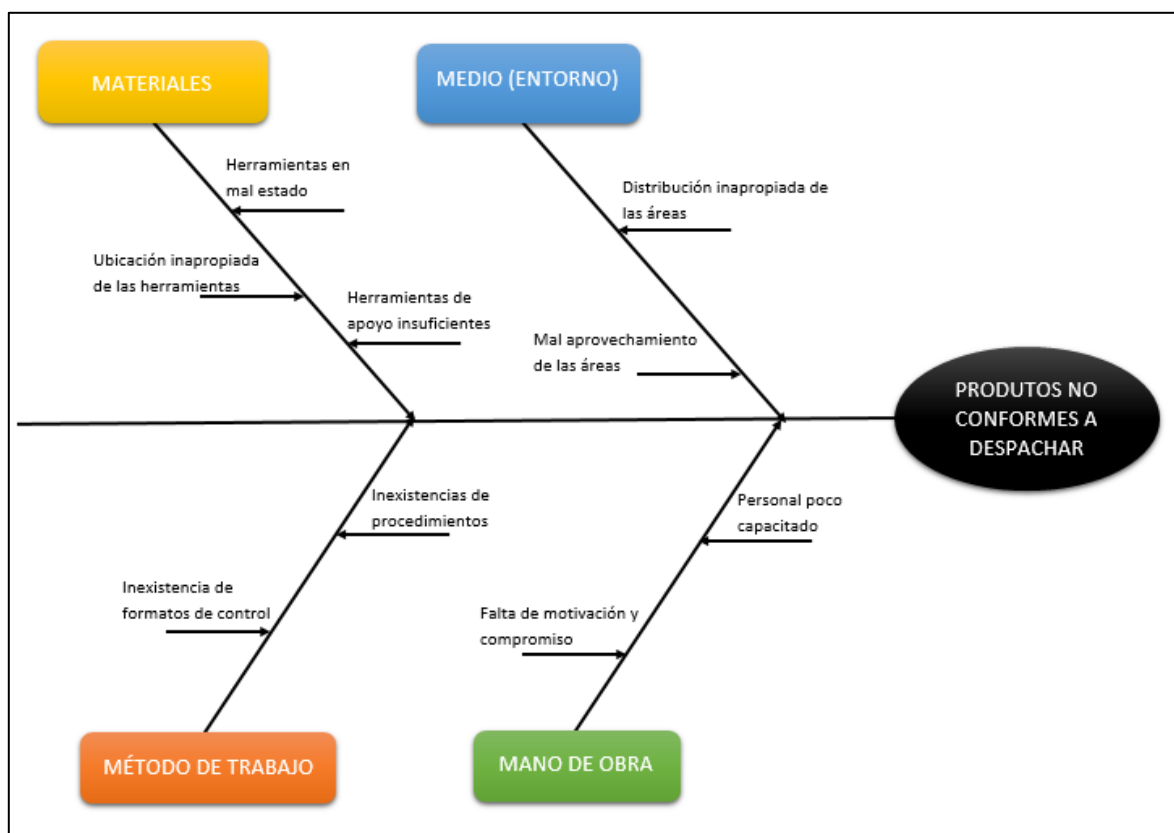 MATERIALES
MEDIO (ENTORNO)
Herramientas en
mal estado
Ubicación inapropiada
de las herramientas
Herramientas de
apoyo insuficientes
Distribución inapropiada de
las áreas
Mal aprovechamiento
de las áreas
PRODUTOS NO
CONFORMES A
DESPACHAR
Inexistencias de
procedimientos
Inexistencia de
formatos de control
Personal poco
capacitado
Falta de motivación y
compromiso
MÉTODO DE TRABAJO
MANO DE OBRA